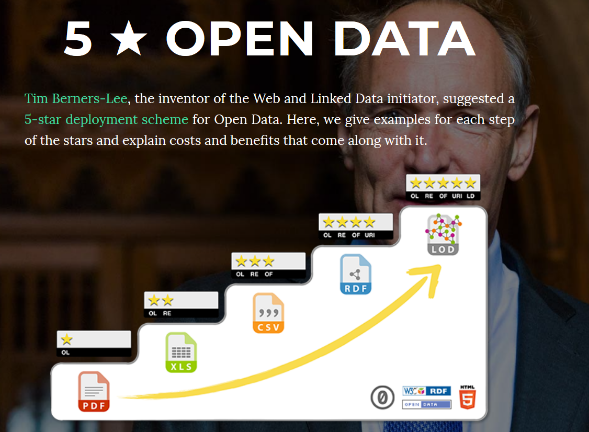 5 ★ OPEN DATA
Tim Berners-Lee, the inventor of the Web and Linked Data initiator, suggested a
5-star deployment scheme for Open Data. Here, we give examples for each step
of the stars and explain costs and benefits that come along with it.
OL RE OF URI LD
LOD
OL RE OF URI
RDF
OL RE OF
CSV
OL RE
XLS
OL
PDF
0
W3C RDF
OPEN DATA
HTML
5